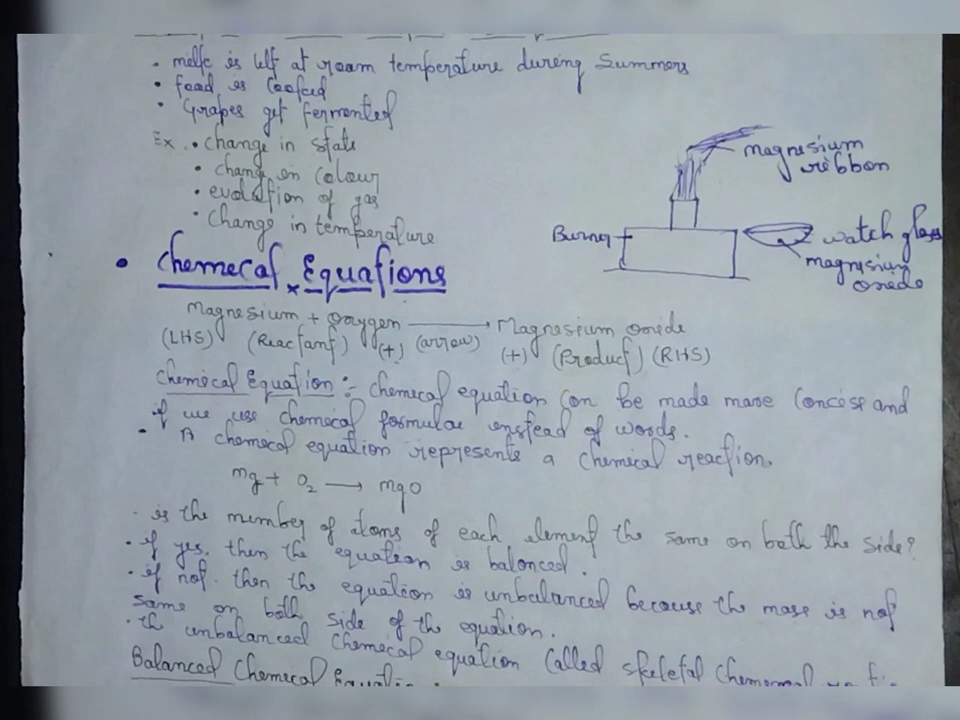 • milk is left at room temperature during Summers
• food is Cooked
• Grapes get fermented
Ex. • change in state
• change in Colour
• evolution of gas
• change in temperature
magnesium
ribbon
Burner
watch glass
magnesium
oxide
• Chemecal Equations
Magnesium + Oxygen ⟶ Magnesium oxide
(LHS) (Reactant) (+) (arrow) (+) (Product) (RHS)
chemical Equation :- chemical equation Can be made more Concise and
if we use chemecal formulae instead of words.
• A chemecal equation represents a chemical reaction.
Mg + O2 ⟶ MgO
• is the number of atoms of each element the same on both the side?
• if yes, then the equation is balanced.
• if not then the equation is unbalanced because the mass is not
same on both side of the equation.
• the unbalanced chemecal equation Called skeletal
Balanced Chemical